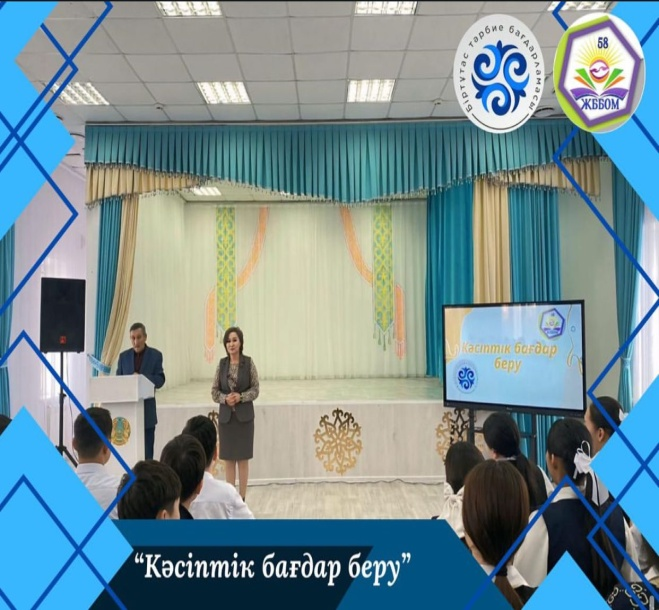 Біртұтас тәрбие бағдарламасы
58
ЖББОМ
Кәсіптік бағдар
беру
“Кәсіптік бағдар беру”